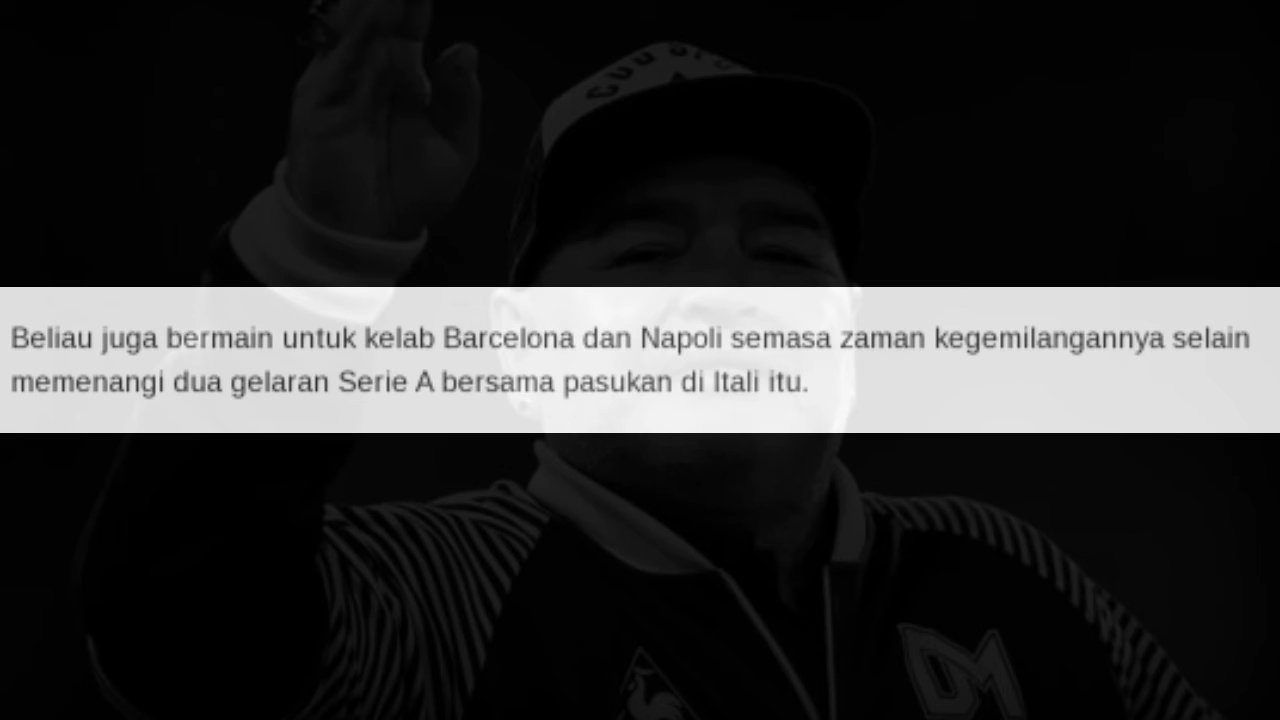 Beliau juga bermain untuk kelab Barcelona dan Napoli semasa zaman kegemilangannya selain
memenangi dua gelaran Serie A bersama pasukan di Itali itu.
DM